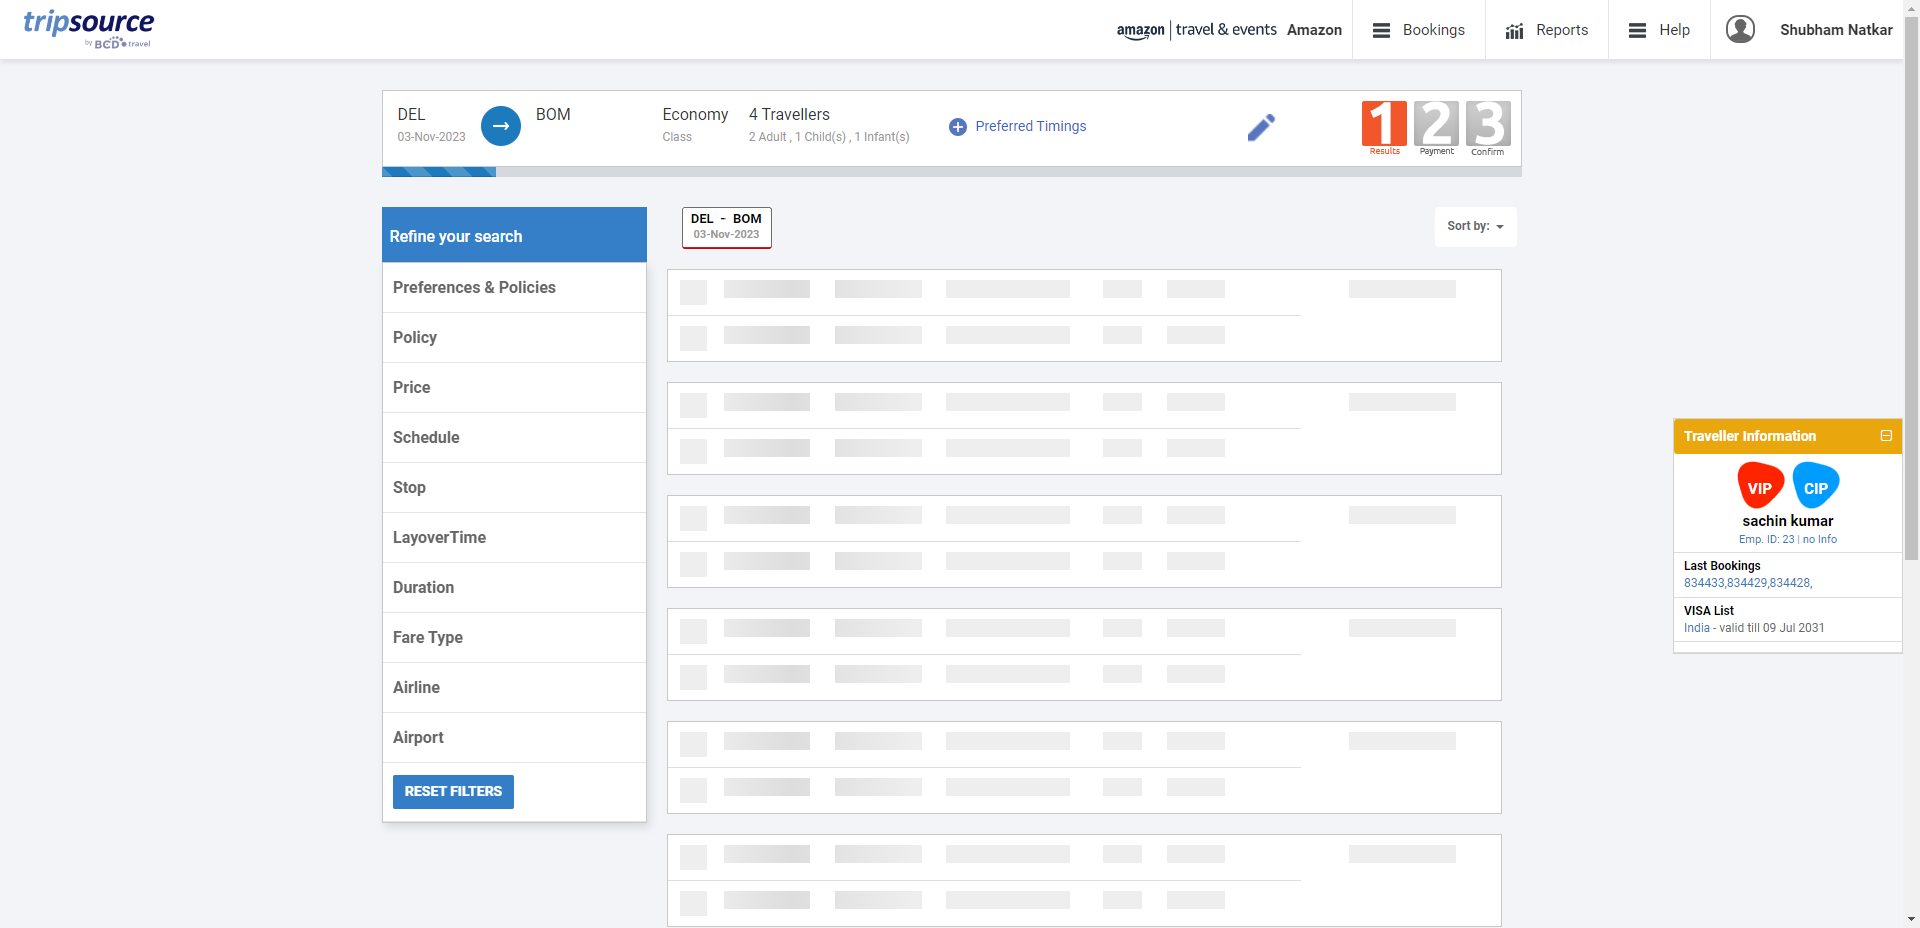 tripsource
by BCD travel
amazon | travel & events Amazon
Bookings
Reports
Help
Shubham Natkar
DEL
03-Nov-2023
BOM
Economy
Class
4 Travellers
2 Adult , 1 Child(s) , 1 Infant(s)
Preferred Timings
1
Results
2
Payment
3
Confirm
Refine your search
Preferences & Policies
Policy
Price
Schedule
Stop
LayoverTime
Duration
Fare Type
Airline
Airport
RESET FILTERS
DEL - BOM
03-Nov-2023
Sort by:
Traveller Information
VIP
CIP
sachin kumar
Emp. ID: 23 | no Info
Last Bookings
834433,834429,834428,
VISA List
India - valid till 09 Jul 2031